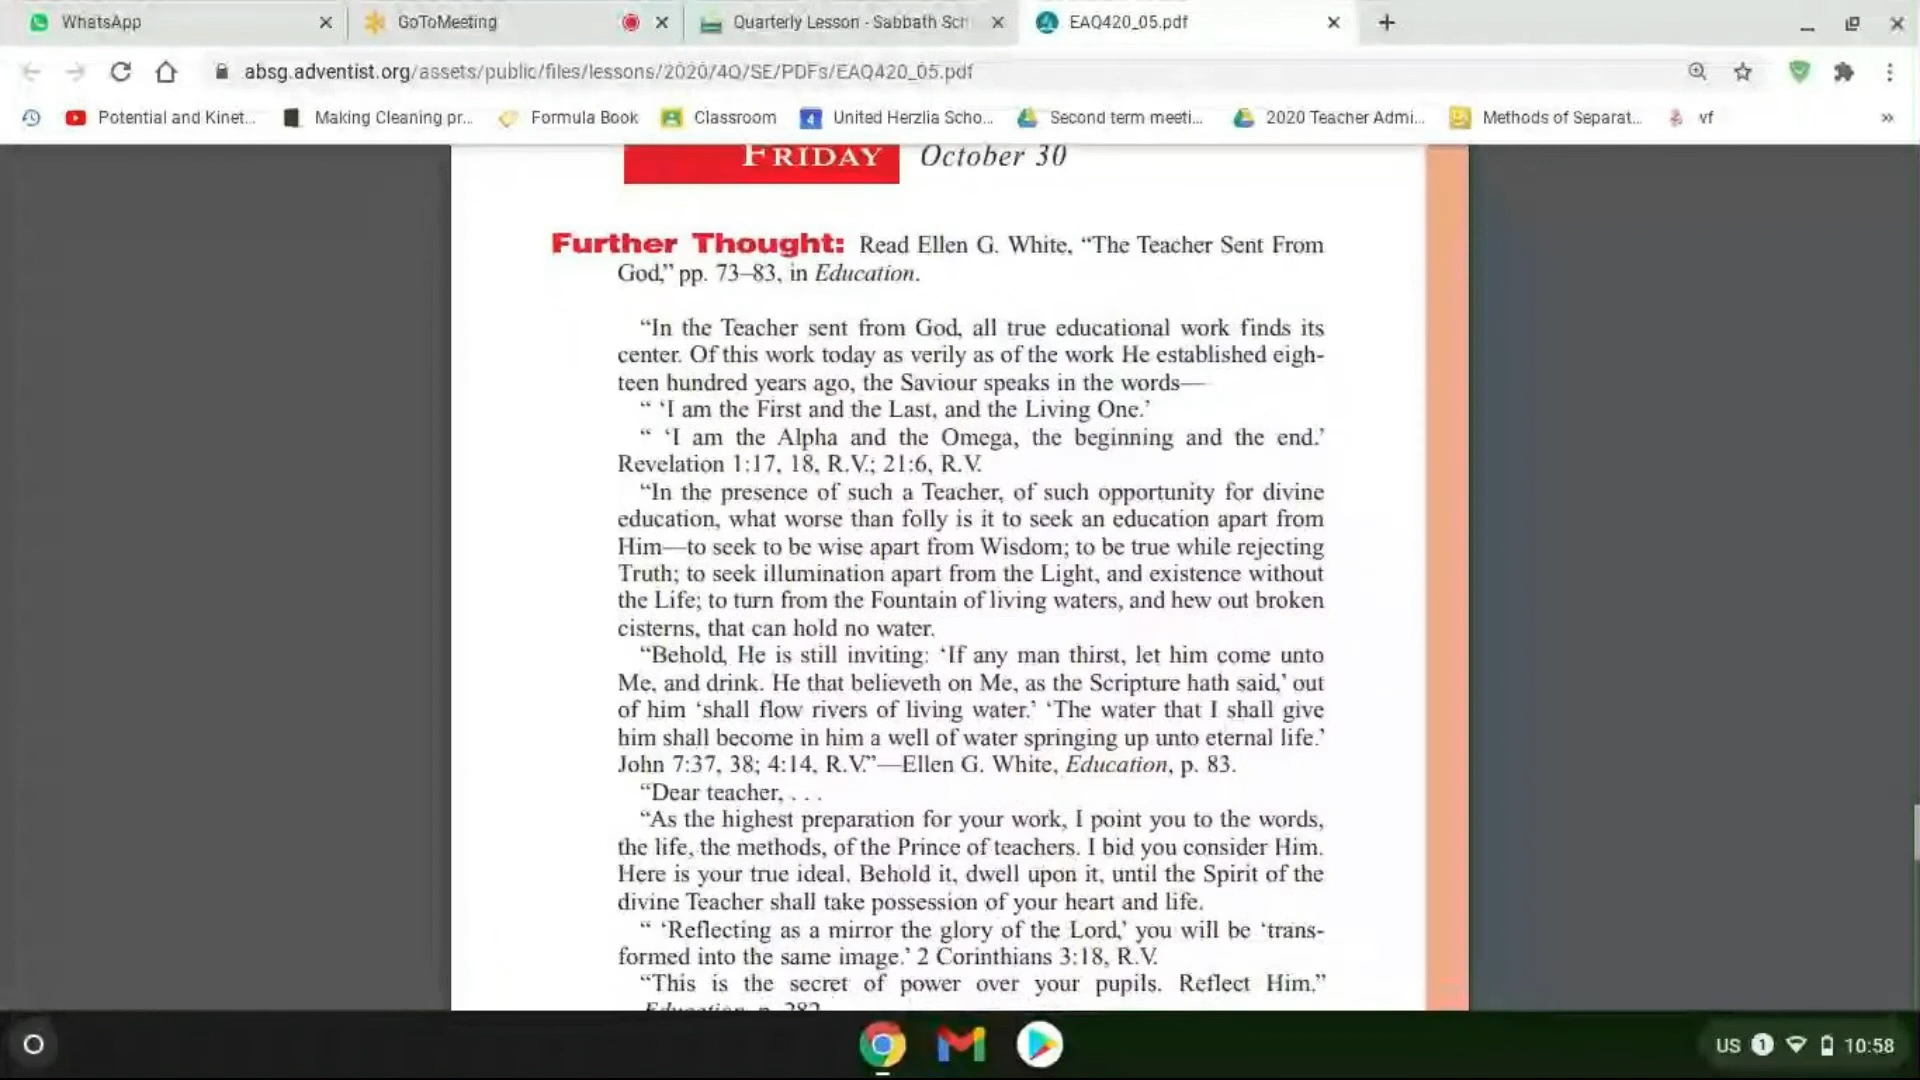 WhatsApp
GoToMeeting
Quarterly Lesson - Sabbath Sch
EAQ420_05.pdf
absg.adventist.org/assets/public/files/lessons/2020/4Q/SE/PDFs/EAQ420_05.pdf
Potential and Kinet...
Making Cleaning pr...
Formula Book
Classroom
4
United Herzlia Scho...
Second term meeti...
2020 Teacher Admi...
Methods of Separat...
vf
»
FRIDAY October 30
Further Thought: Read Ellen G. White, “The Teacher Sent From
God,” pp. 73–83, in Education.
“In the Teacher sent from God, all true educational work finds its
center. Of this work today as verily as of the work He established eigh-
teen hundred years ago, the Saviour speaks in the words—
“ ‘I am the First and the Last, and the Living One.’
“ ‘I am the Alpha and the Omega, the beginning and the end.’
Revelation 1:17, 18, R.V.; 21:6, R.V.
“In the presence of such a Teacher, of such opportunity for divine
education, what worse than folly is it to seek an education apart from
Him—to seek to be wise apart from Wisdom; to be true while rejecting
Truth; to seek illumination apart from the Light, and existence without
the Life; to turn from the Fountain of living waters, and hew out broken
cisterns, that can hold no water.
“Behold, He is still inviting: ‘If any man thirst, let him come unto
Me, and drink. He that believeth on Me, as the Scripture hath said,’ out
of him ‘shall flow rivers of living water.’ ‘The water that I shall give
him shall become in him a well of water springing up unto eternal life.’
John 7:37, 38; 4:14, R.V.”—Ellen G. White, Education, p. 83.
“Dear teacher, . . .
“As the highest preparation for your work, I point you to the words,
the life, the methods, of the Prince of teachers. I bid you consider Him.
Here is your true ideal. Behold it, dwell upon it, until the Spirit of the
divine Teacher shall take possession of your heart and life.
“ ‘Reflecting as a mirror the glory of the Lord,’ you will be ‘trans-
formed into the same image.’ 2 Corinthians 3:18, R.V.
“This is the secret of power over your pupils. Reflect Him.”
Education, p. 282
US 1 10:58